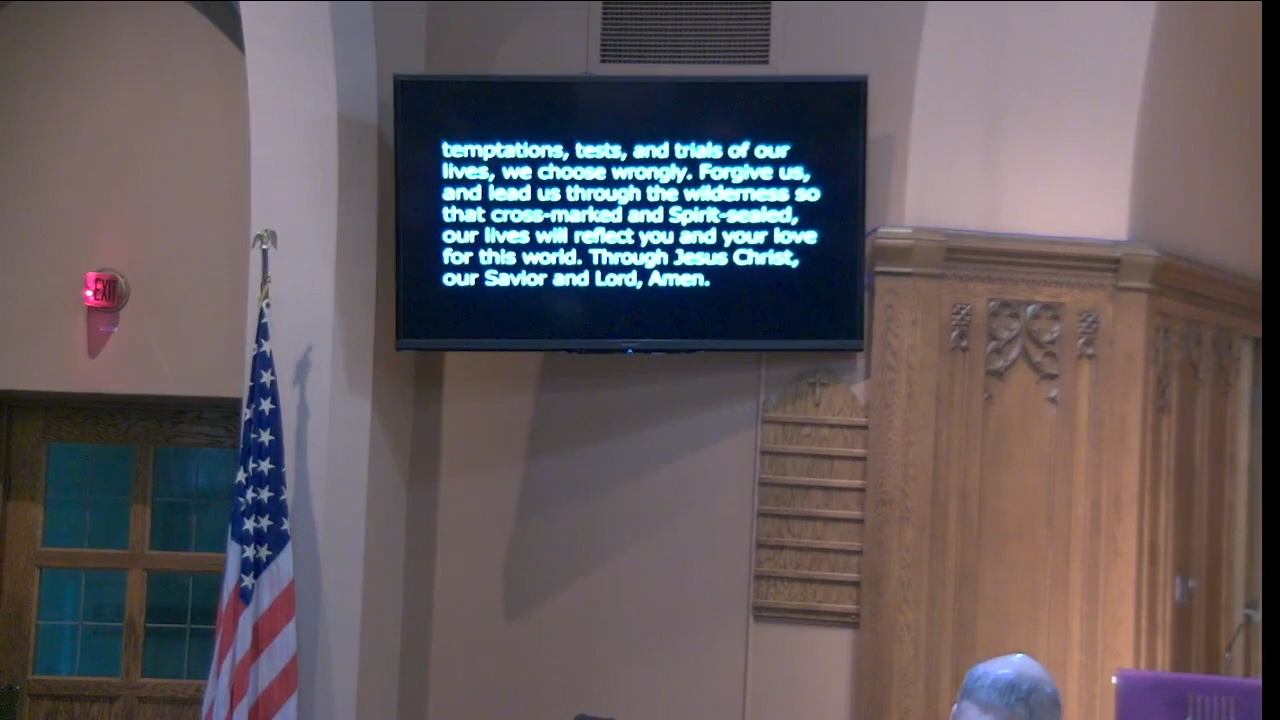 temptations, tests, and trials of our
lives, we choose wrongly. Forgive us,
and lead us through the wilderness so
that cross-marked and Spirit-sealed,
our lives will reflect you and your love
for this world. Through Jesus Christ,
our Savior and Lord, Amen.
EXIT